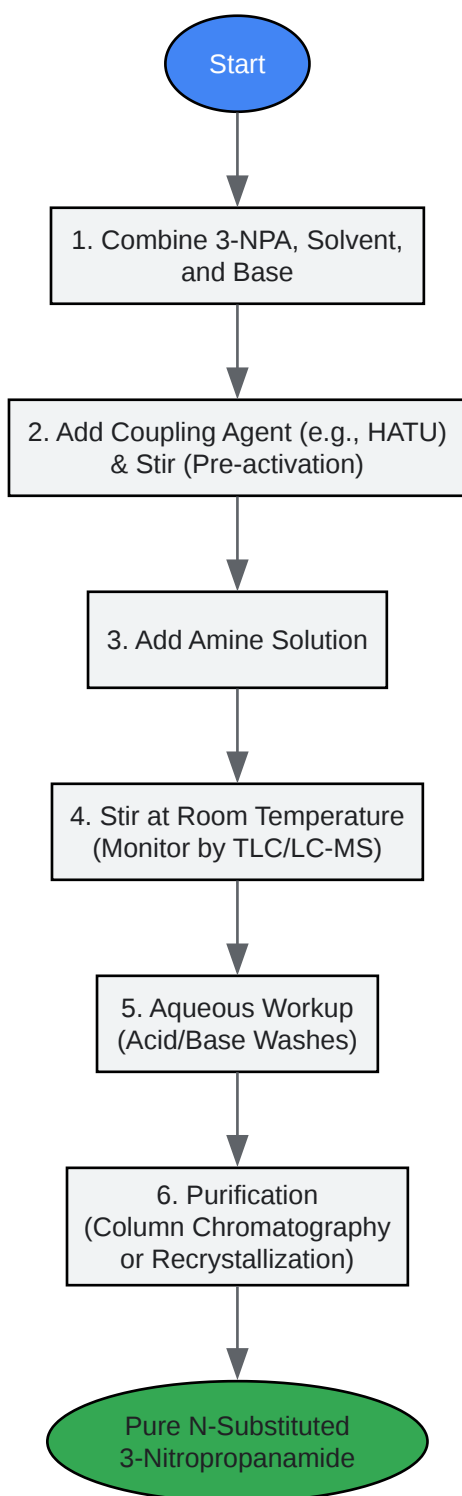 Start
1. Combine 3-NPA, Solvent,
and Base
2. Add Coupling Agent (e.g., HATU)
& Stir (Pre-activation)
3. Add Amine Solution
4. Stir at Room Temperature
(Monitor by TLC/LC-MS)
5. Aqueous Workup
(Acid/Base Washes)
6. Purification
(Column Chromatography
or Recrystallization)
Pure N-Substituted
3-Nitropropanamide